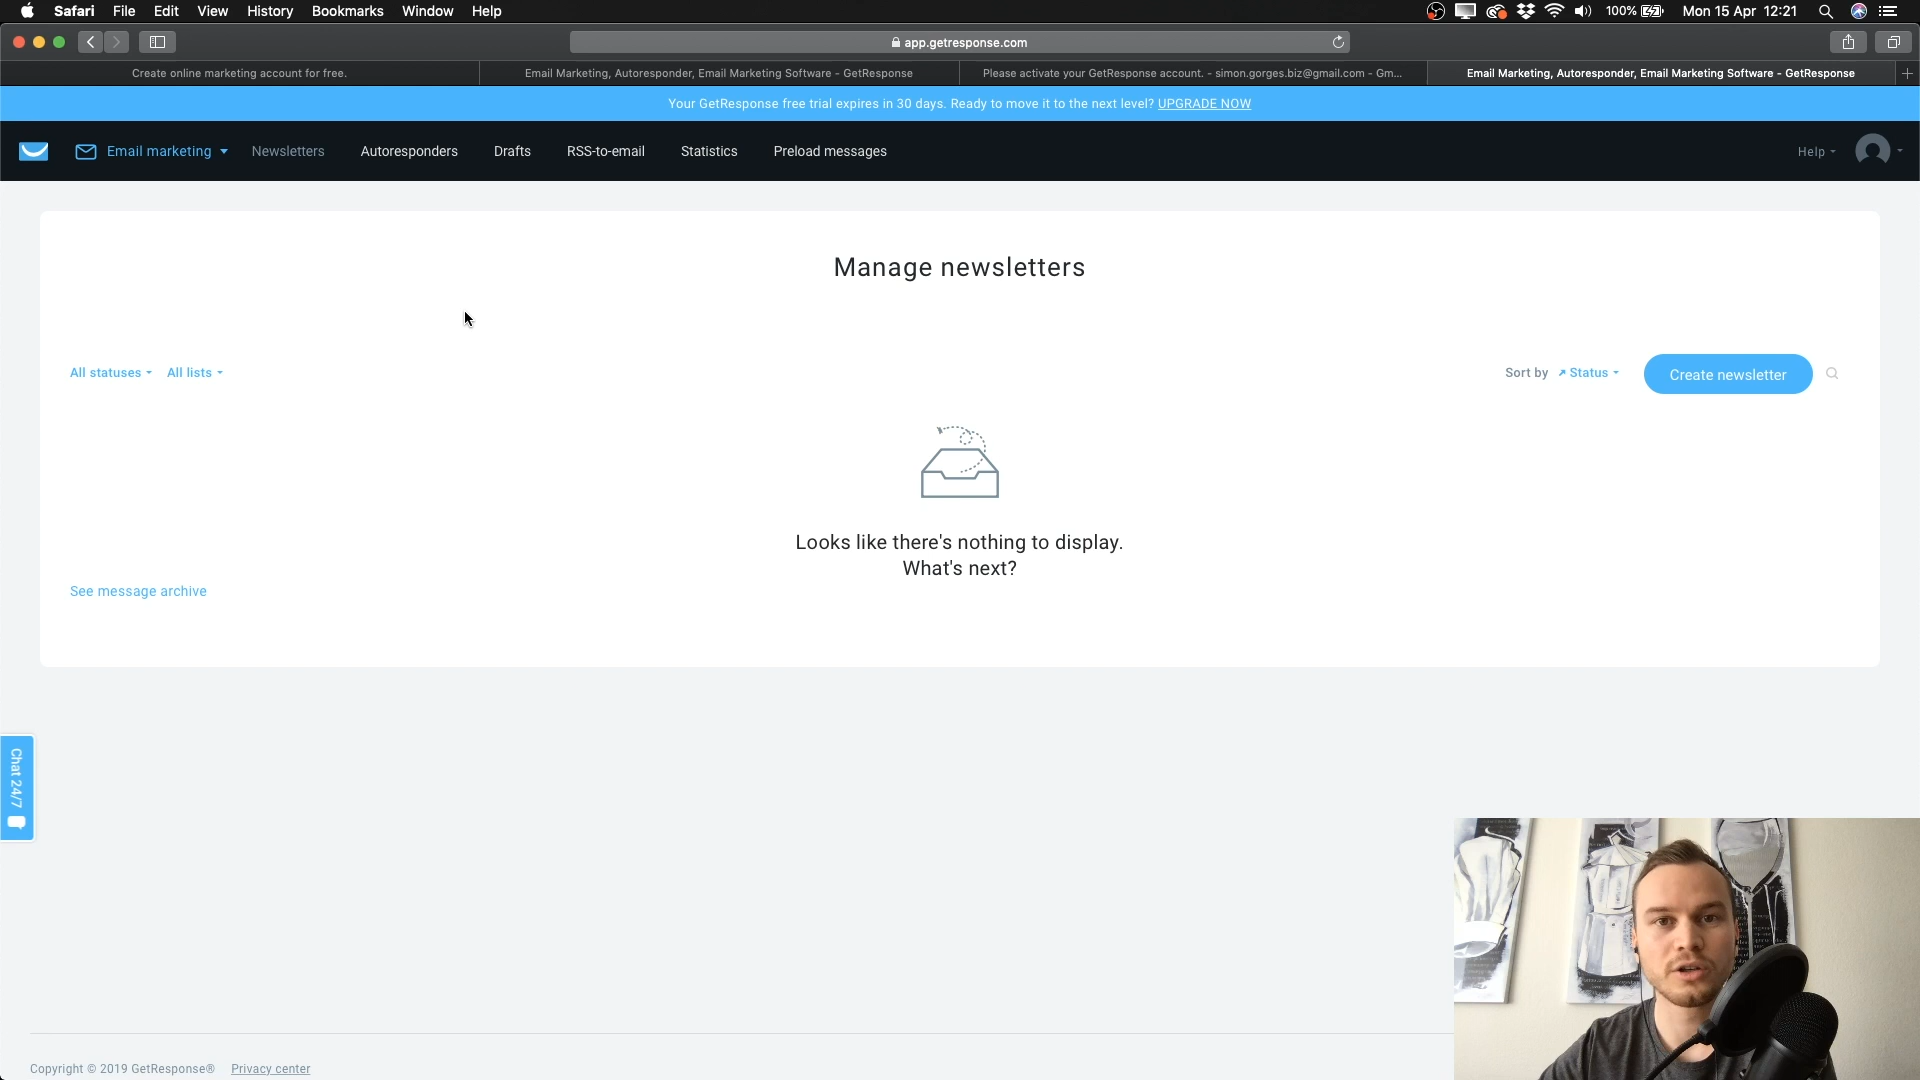 Safari File Edit View History Bookmarks Window Help 100% Mon 15 Apr 12:21
app.getresponse.com
Create online marketing account for free.
Email Marketing, Autoresponder, Email Marketing Software - GetResponse
Please activate your GetResponse account. - simon.gorges.biz@gmail.com - Gm...
Email Marketing, Autoresponder, Email Marketing Software - GetResponse
Your GetResponse free trial expires in 30 days. Ready to move it to the next level? UPGRADE NOW
Email marketing Newsletters Autoresponders Drafts RSS-to-email Statistics Preload messages Help
Manage newsletters
All statuses All lists Sort by Status Create newsletter
Looks like there's nothing to display.
What's next?
See message archive
Chat 24/7
Copyright © 2019 GetResponse® Privacy center